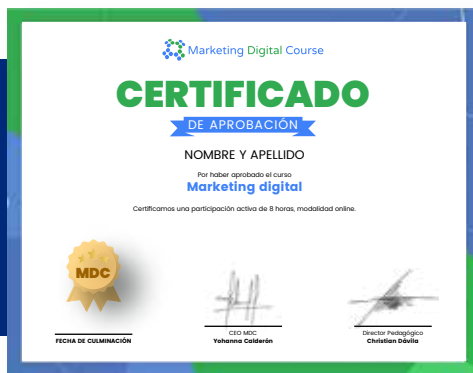 Marketing Digital Course
CERTIFICADO
DE APROBACIÓN
NOMBRE Y APELLIDO
Por haber aprobado el curso
Marketing digital
Certificamos una participación activa de 8 horas, modalidad online.
MDC
FECHA DE CULMINACIÓN
CEO MDC
Yohanna Calderón
Director Pedagógico
Christian Dávila